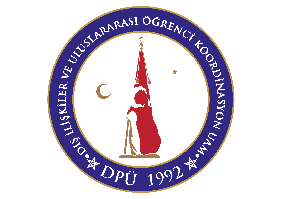 DIŞ İLİŞKİLER VE ULUSLARARASI ÖĞRENCİ KOORDİNASYON UAM
DPÜ 1992